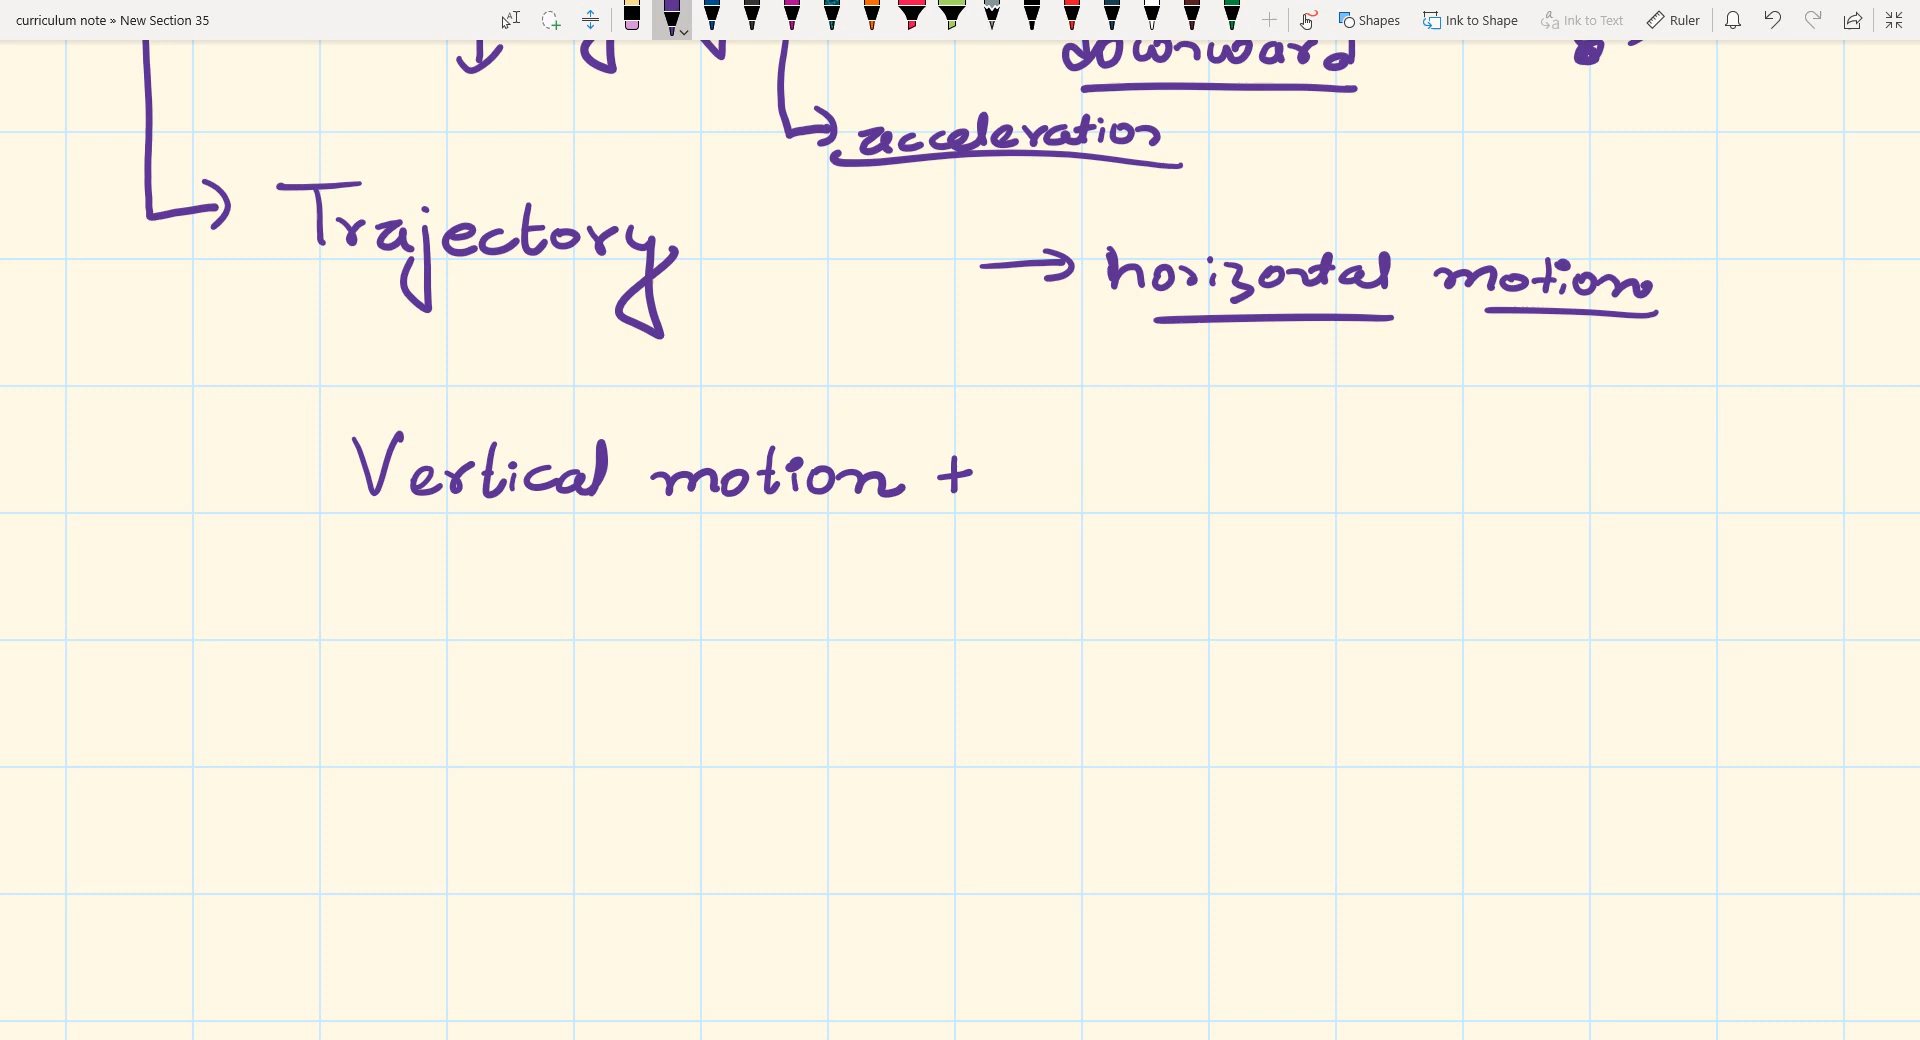 curriculum note » New Section 35
Shapes
Ink to Shape
Ink to Text
Ruler
downward
acceleration
Trajectory
→ horizontal motion
Vertical motion +